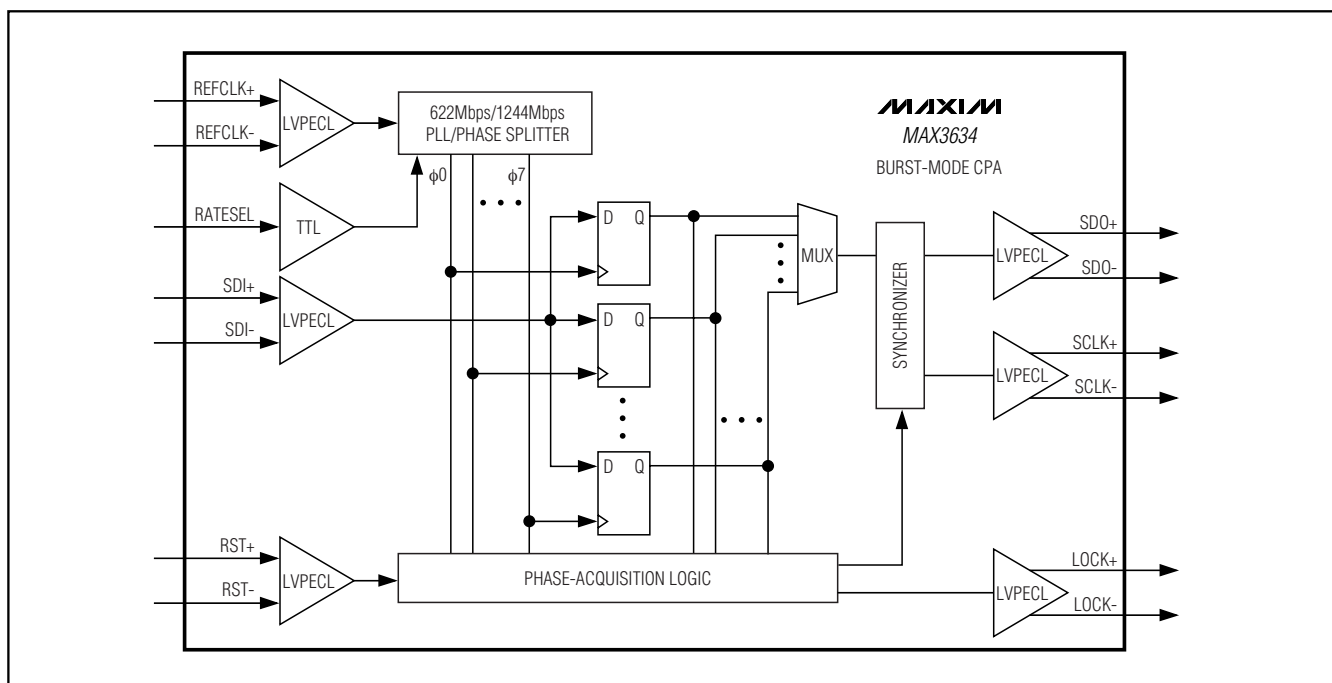 REFCLK+
REFCLK-
LVPECL
622Mbps/1244Mbps
PLL/PHASE SPLITTER
MAXIM
MAX3634
BURST-MODE CPA
ϕ0
ϕ7
RATESEL
TTL
SDI+
SDI-
LVPECL
D Q
D Q
D Q
MUX
SYNCHRONIZER
LVPECL
SDO+
SDO-
LVPECL
SCLK+
SCLK-
RST+
RST-
LVPECL
PHASE-ACQUISITION LOGIC
LVPECL
LOCK+
LOCK-